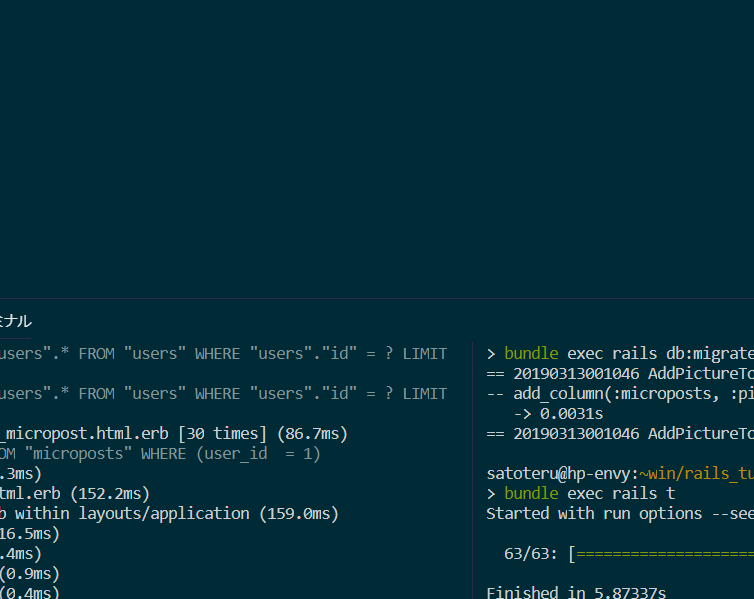 ミナル
users".* FROM "users" WHERE "users"."id" = ? LIMIT
users".* FROM "users" WHERE "users"."id" = ? LIMIT
_micropost.html.erb [30 times] (86.7ms)
OM "microposts" WHERE (user_id  = 1)
.3ms)
tml.erb (152.2ms)
b within layouts/application (159.0ms)
16.5ms)
.4ms)
(0.9ms)
(0.4ms)
> bundle exec rails db:migrate
== 20190313001046 AddPictureTo
-- add_column(:microposts, :pi
-> 0.0031s
== 20190313001046 AddPictureTo
satoteru@hp-envy:~win/rails_tu
> bundle exec rails t
Started with run options --see
63/63: [====================
Finished in 5.87337s